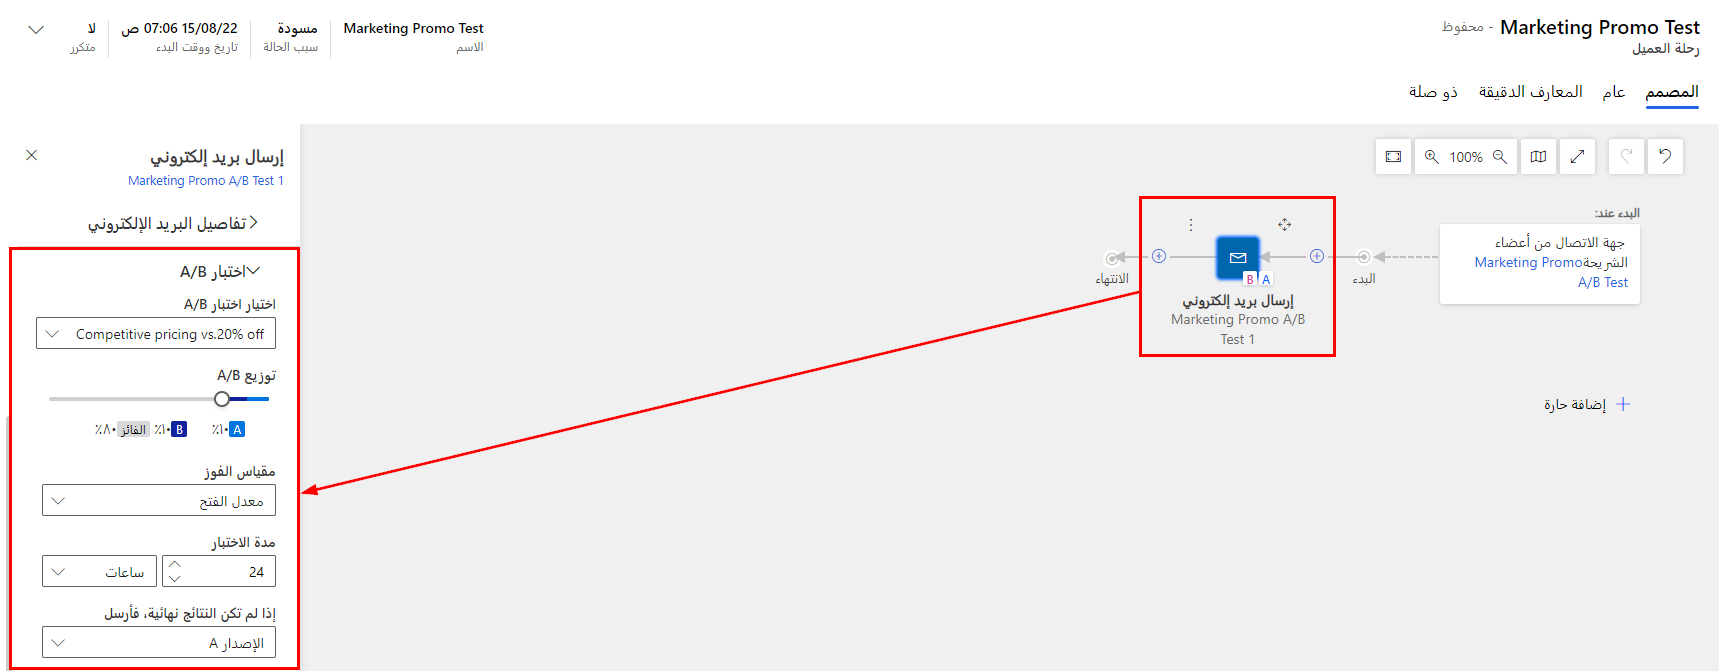 Marketing Promo Test - محفوظ
رحلة العميل
Marketing Promo Test
الاسم
مسودة
سبب الحالة
15/08/22 07:06 ص
تاريخ ووقت البدء
لا
متكرر
المصمم
عام
المعارف الدقيقة
ذو صلة
100%
البدء عند:
جهة الاتصال من أعضاء
الشريحة Marketing Promo
A/B Test
البدء
A B
إرسال بريد إلكتروني
Marketing Promo A/B
Test 1
الانتهاء
إضافة حارة
إرسال بريد إلكتروني
Marketing Promo A/B Test 1
تفاصيل البريد الإلكتروني
اختبار A/B
اختيار اختبار A/B
Competitive pricing vs.20% off
توزيع A/B
A ١٠٪ B ١٠٪ الفائز ٨٠٪
مقياس الفوز
معدل الفتح
مدة الاختبار
24
ساعات
إذا لم تكن النتائج نهائية، فأرسل
الإصدار A